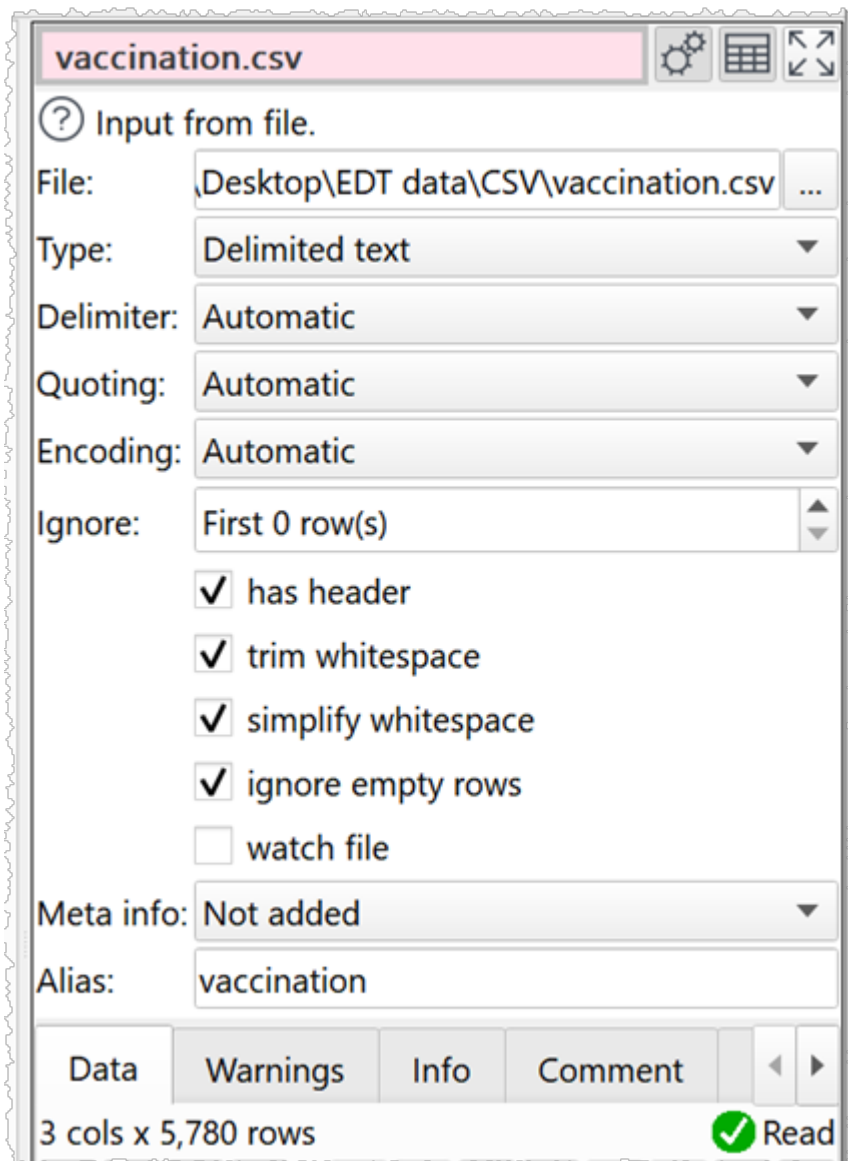 vaccination.csv
? Input from file.
File: \Desktop\EDT data\CSV\vaccination.csv ...
Type: Delimited text
Delimiter: Automatic
Quoting: Automatic
Encoding: Automatic
Ignore: First 0 row(s)
has header
trim whitespace
simplify whitespace
ignore empty rows
watch file
Meta info: Not added
Alias: vaccination
Data Warnings Info Comment
3 cols x 5,780 rows Read